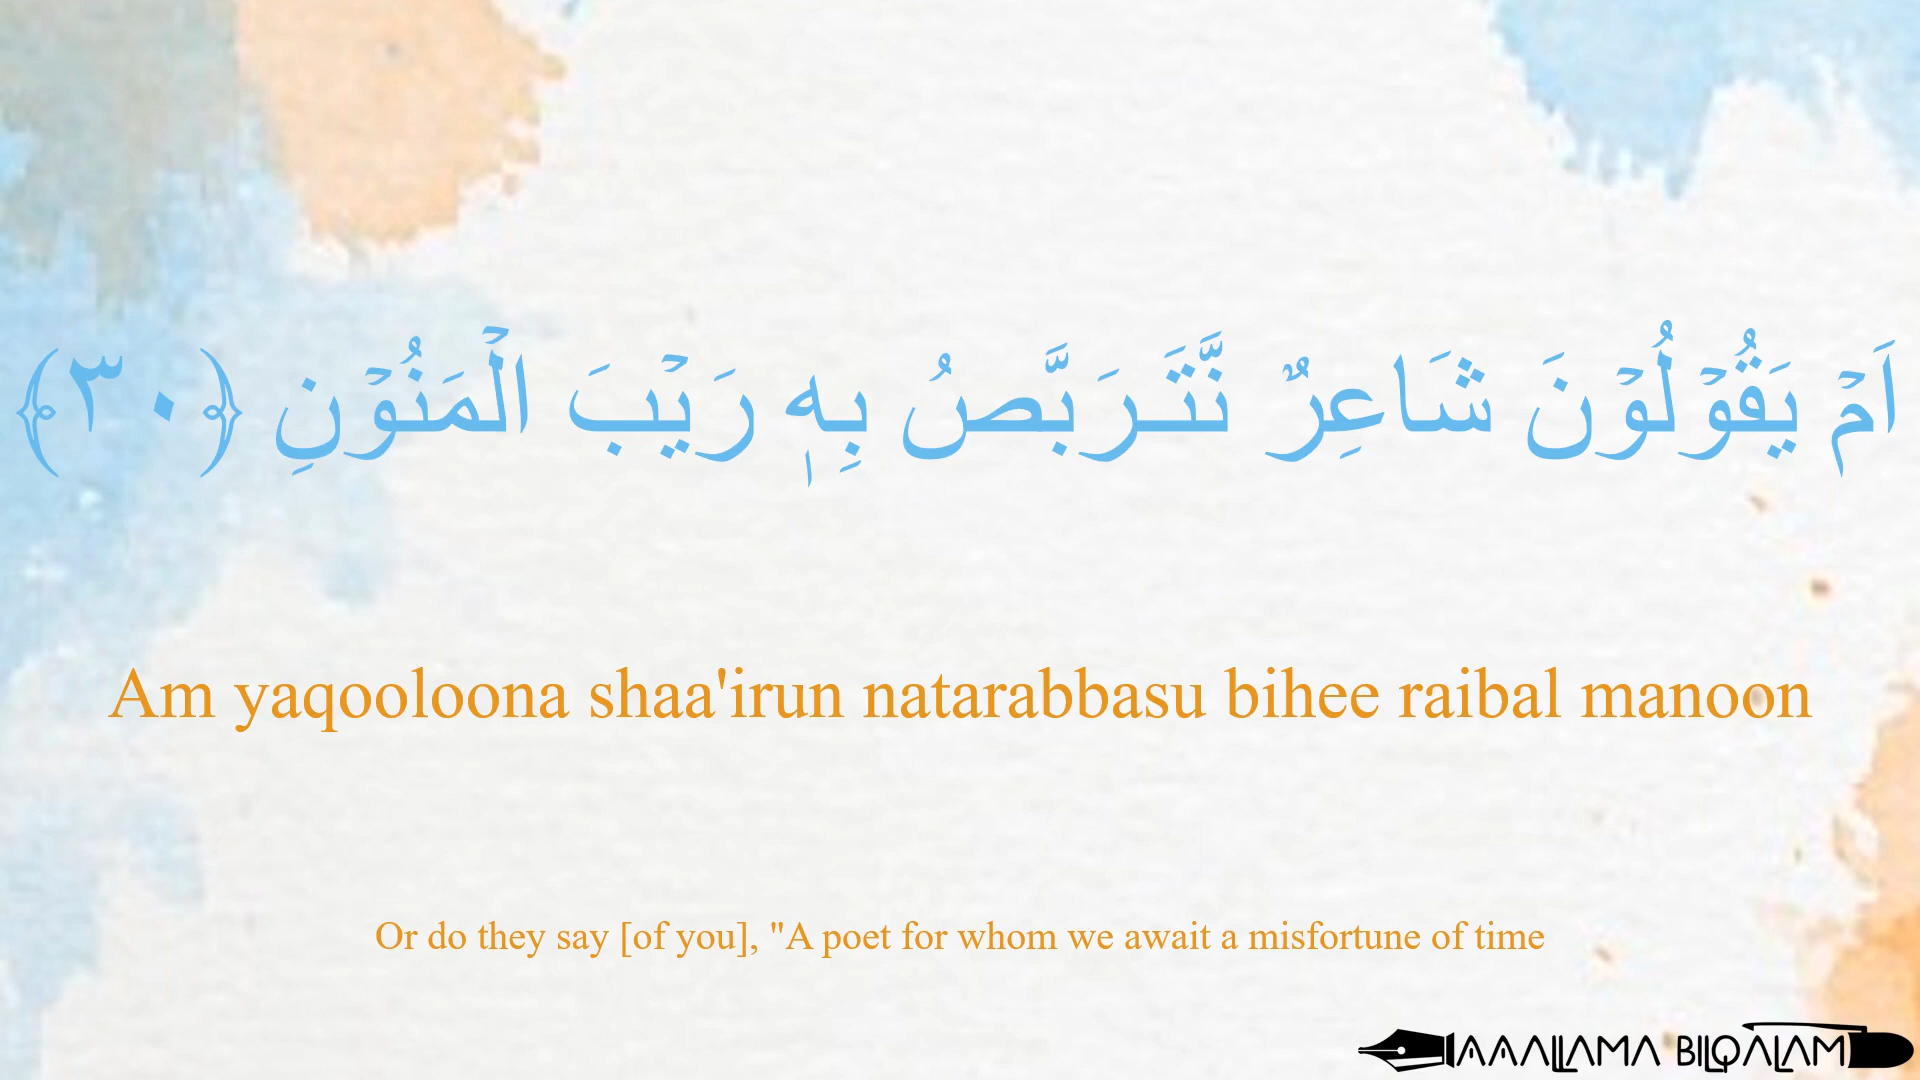 اَمۡ يَقُوۡلُوۡنَ شَاعِرٌ نَّتَـرَبَّصُ بِهٖ رَيۡبَ الۡمَنُوۡنِ ﴿۳۰﴾
Am yaqooloona shaa'irun natarabbasu bihee raibal manoon
Or do they say [of you], "A poet for whom we await a misfortune of time
AAALLAMA BILQALAM